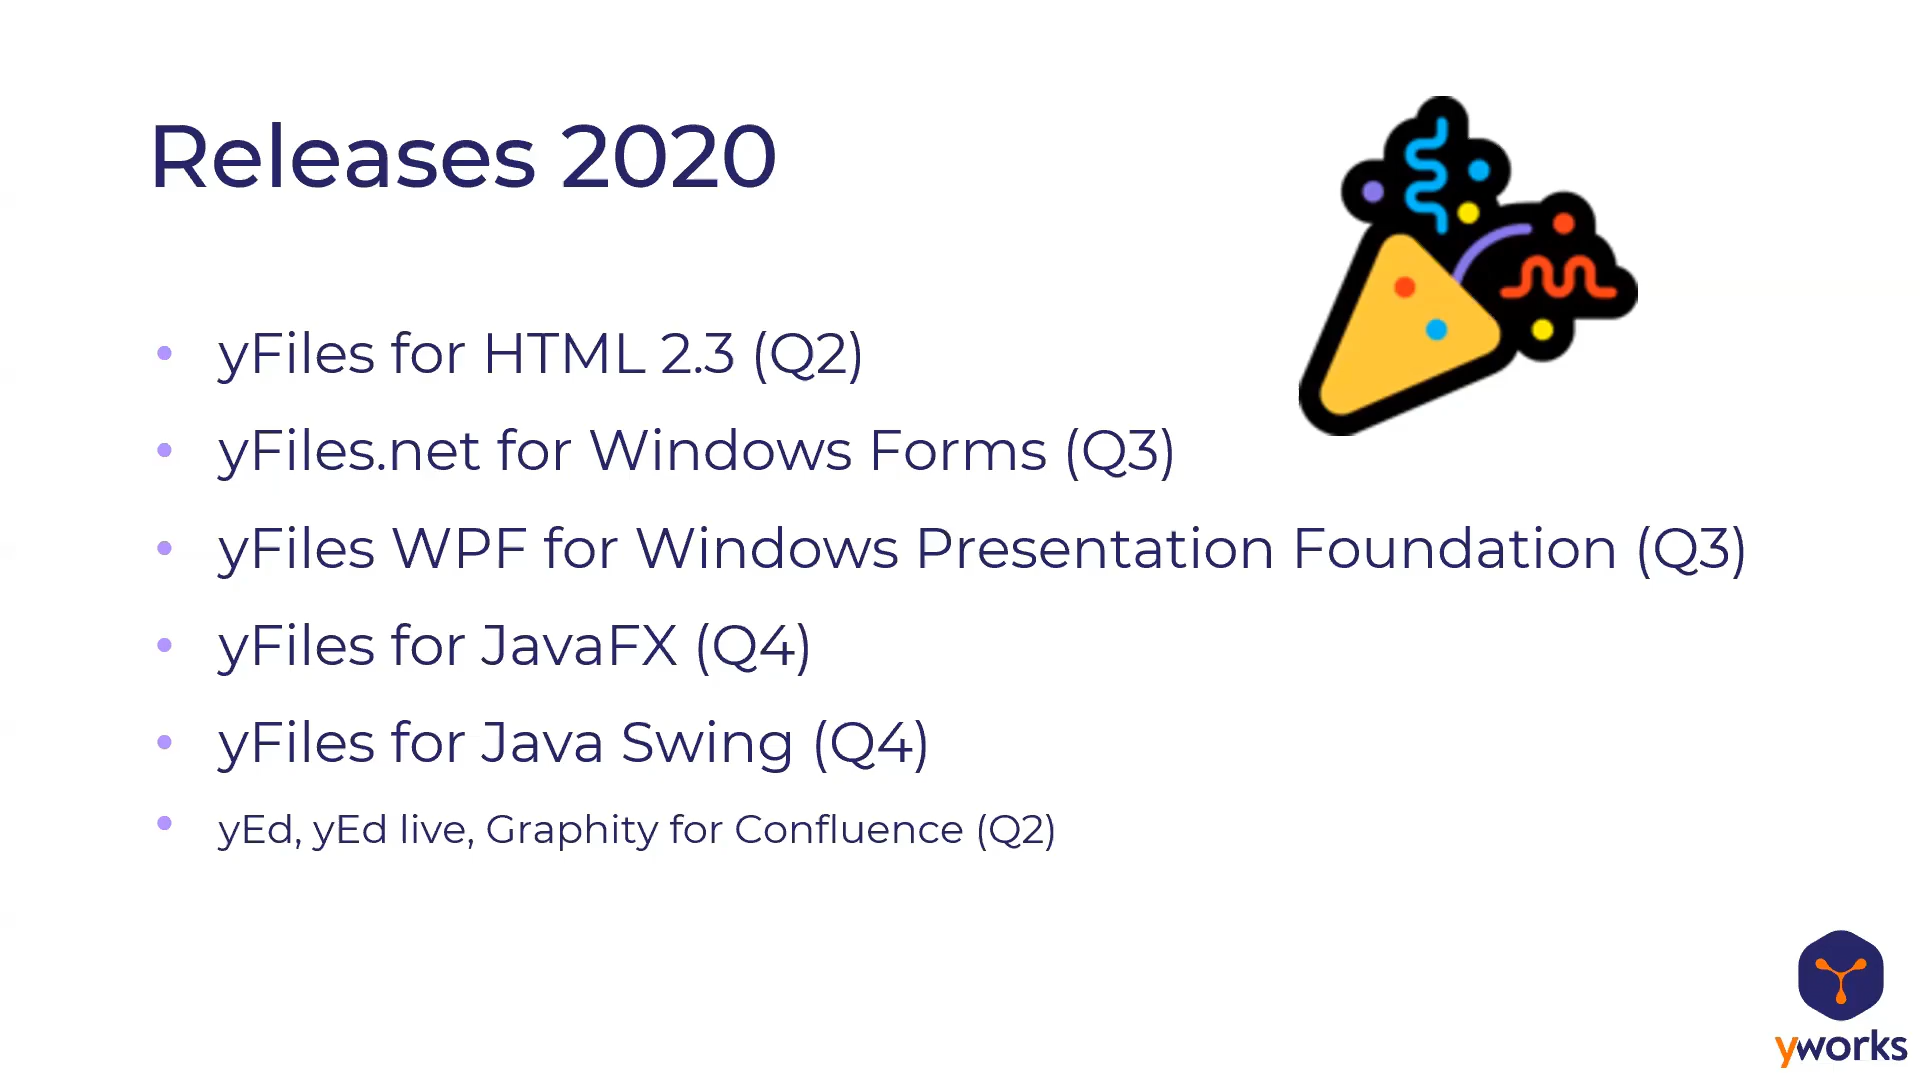 Releases 2020
• yFiles for HTML 2.3 (Q2)
• yFiles.net for Windows Forms (Q3)
• yFiles WPF for Windows Presentation Foundation (Q3)
• yFiles for JavaFX (Q4)
• yFiles for Java Swing (Q4)
• yEd, yEd live, Graphity for Confluence (Q2)
yworks